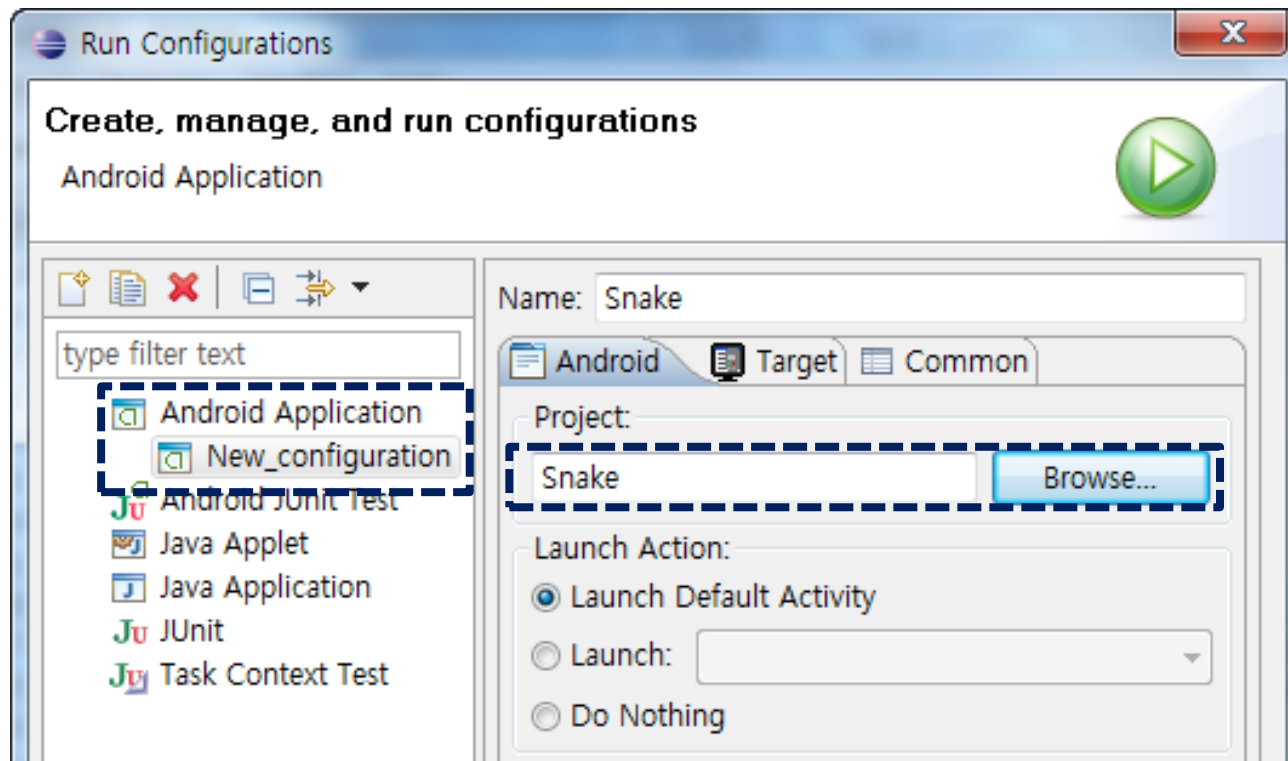 Run Configurations
Create, manage, and run configurations
Android Application
type filter text
Android Application
New_configuration
Android JUnit Test
Java Applet
Java Application
JUnit
Task Context Test
Name: Snake
Android Target Common
Project:
Snake Browse...
Launch Action:
Launch Default Activity
Launch:
Do Nothing